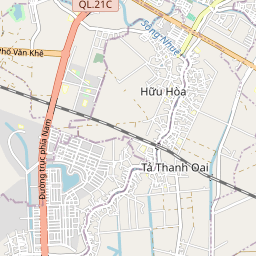 QL.21C
Sông Nhuệ
Phố Văn Khê
Hữu Hòa
Đường trục phía Nam
Tả Thanh Oai